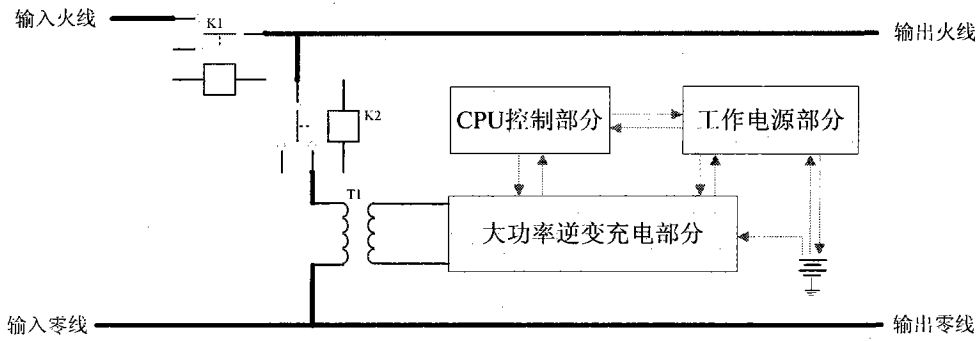 输入火线
K1
输出火线
K2
CPU控制部分
工作电源部分
T1
大功率逆变充电部分
输入零线
输出零线